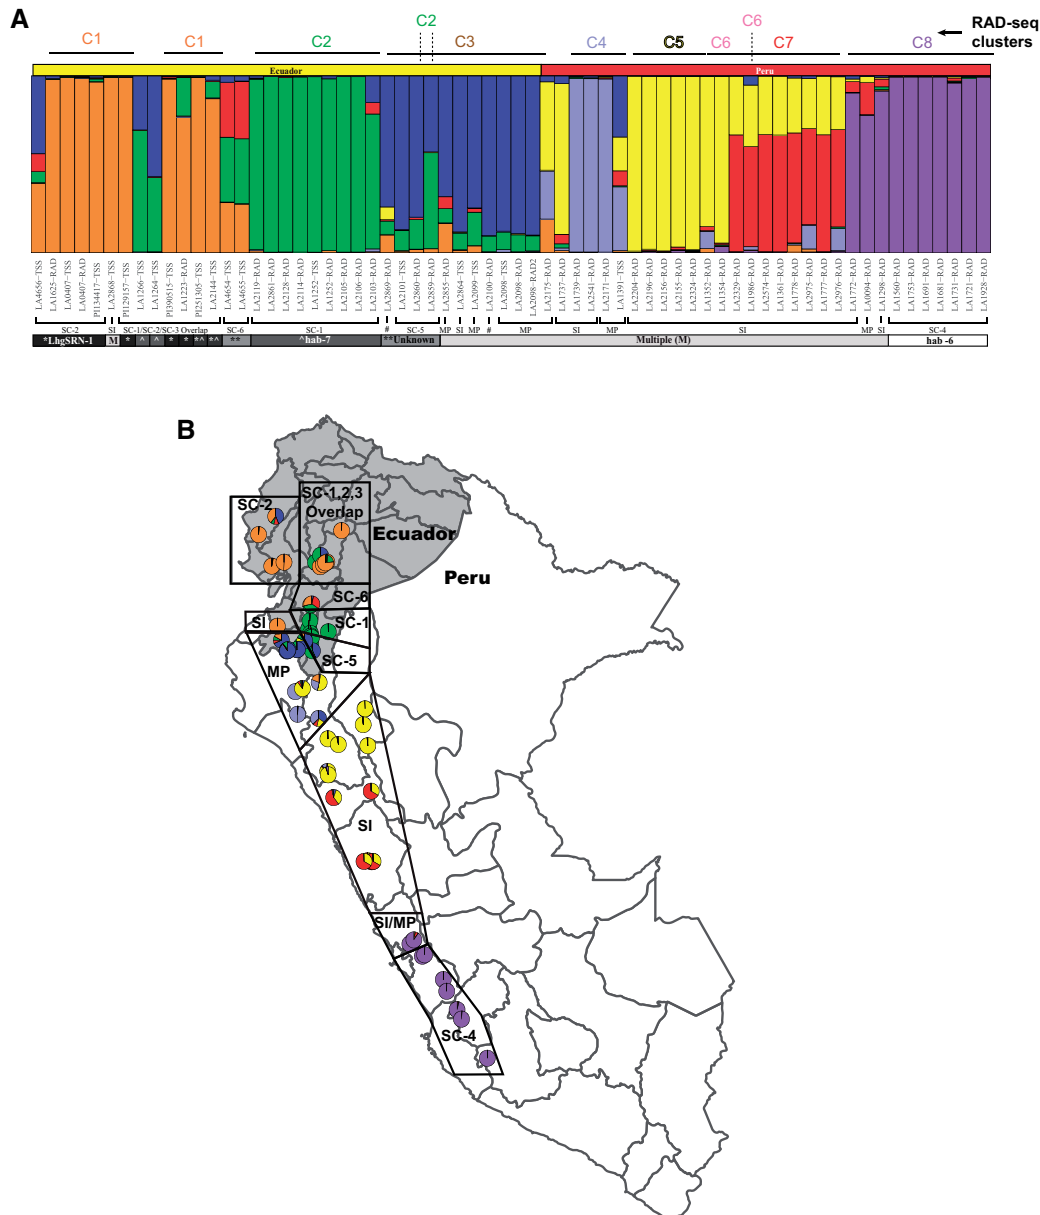 A
C1
C1
C2
C2
C3
C4
C5
C6
C6
C7
C8
RAD-seq
clusters
Ecuador
Peru
LA4656-TSS
LA1625-RAD
LA0407-TSS
LA0407-RAD
PI134417-TSS
LA2868-TSS
PI129157-TSS
LA1266-TSS
LA1264-TSS
PI390515-TSS
LA1223-RAD
PI251305-TSS
LA2144-TSS
LA4654-TSS
LA4655-TSS
LA2119-RAD
LA2861-RAD
LA2128-RAD
LA2114-RAD
LA1252-TSS
LA1252-RAD
LA2105-RAD
LA2106-RAD
LA2103-RAD
LA2869-RAD
LA2101-TSS
LA2860-RAD
LA2859-RAD
LA2855-RAD
LA2864-TSS
LA2099-TSS
LA2100-RAD
LA2098-TSS
LA2098-RAD
LA2098-RAD2
LA2175-RAD
LA1737-RAD
LA1739-RAD
LA2541-RAD
LA2171-RAD
LA1391-TSS
LA2204-RAD
LA2196-RAD
LA2156-RAD
LA2155-RAD
LA2324-RAD
LA1352-RAD
LA1354-RAD
LA2329-RAD
LA1986-RAD
LA2574-RAD
LA1361-RAD
LA1778-RAD
LA2975-RAD
LA1777-RAD
LA2976-RAD
LA1772-RAD
LA0094-RAD
LA1298-RAD
LA1560-RAD
LA1753-RAD
LA1691-RAD
LA1681-RAD
LA1731-RAD
LA1721-RAD
LA1928-RAD
SC-2 SI SC-1/SC-2/SC-3 Overlap SC-6 SC-1 # SC-5 MP SI MP # MP SI MP SI MP SI SC-4
*LhgSRN-1 M * ^ ^ * * *^ *^ ** ^hab-7 **Unknown Multiple (M) hab -6
B
SC-1,2,3
Overlap
SC-2
Ecuador
Peru
SC-6
SI
SC-1
SC-5
MP
SI
SI/MP
SC-4